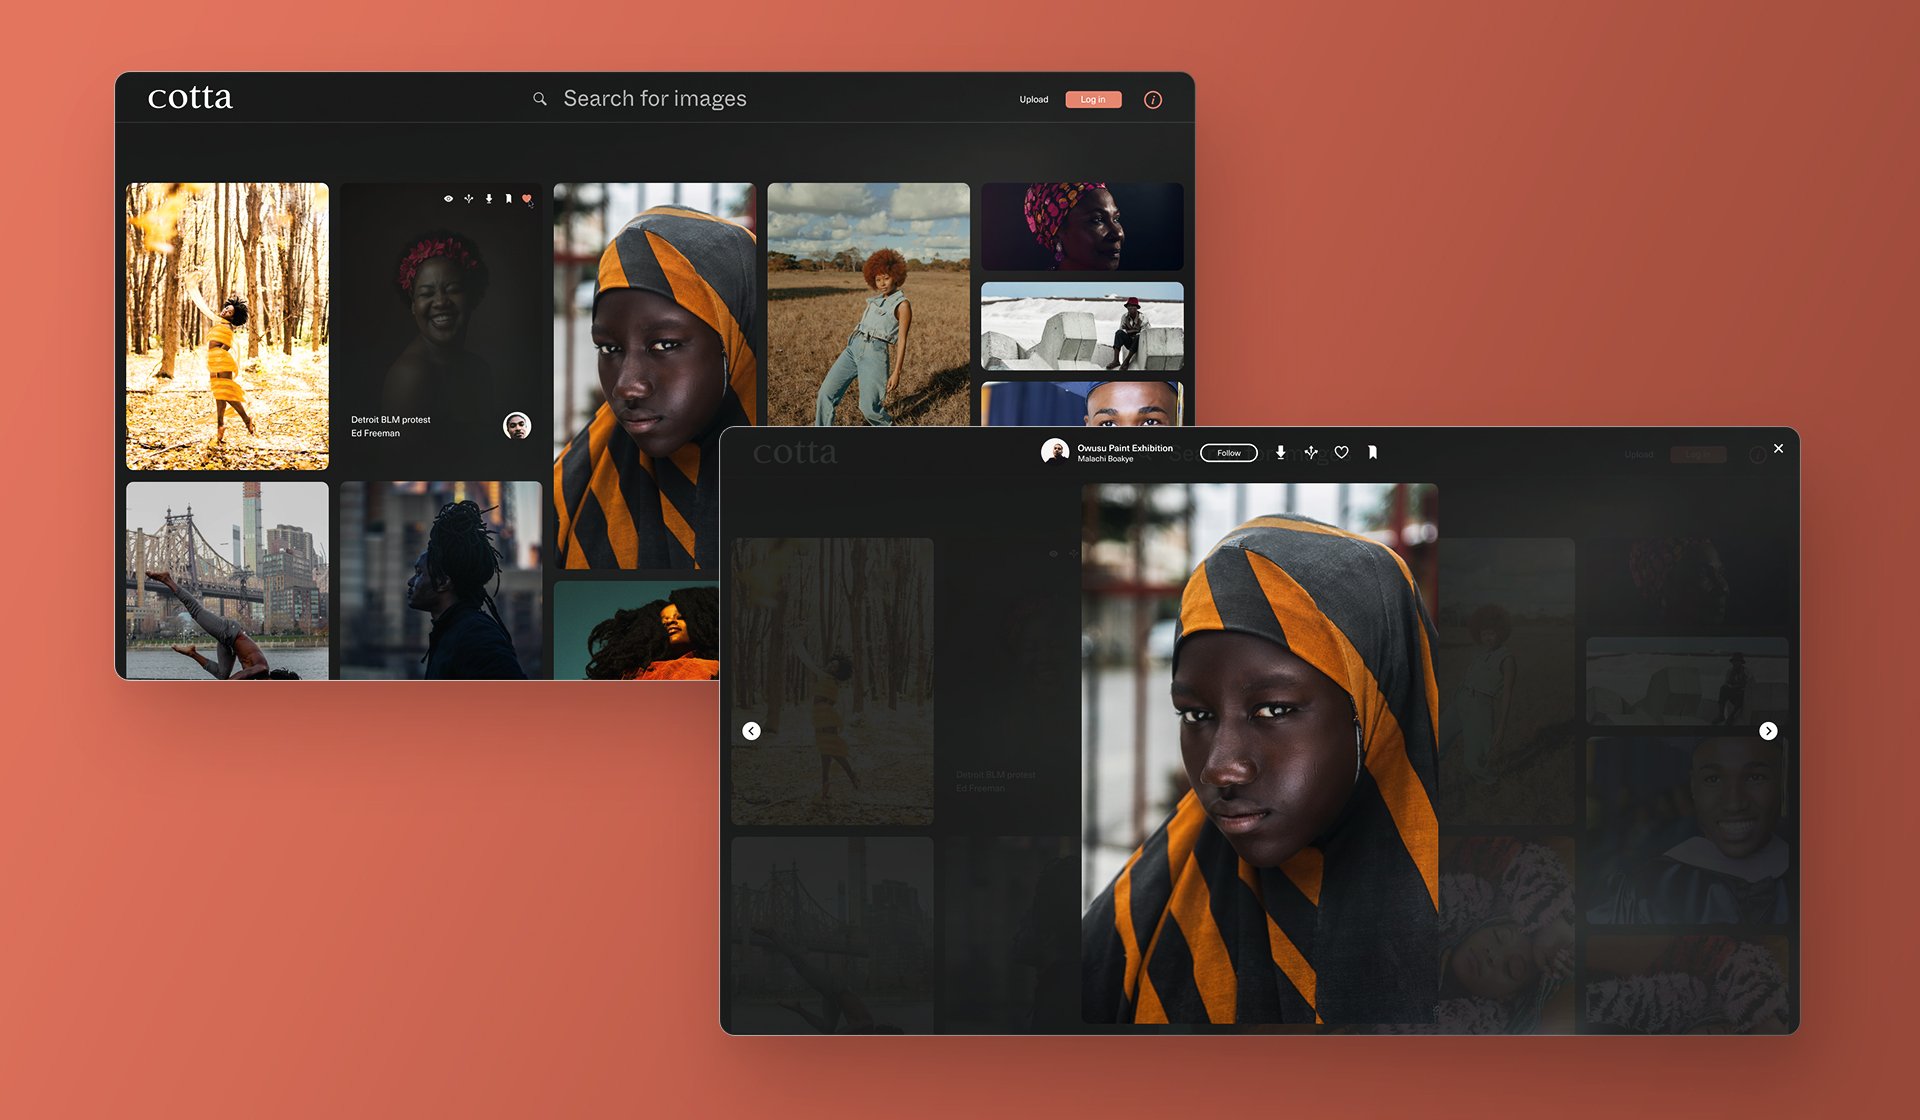 cotta
Search for images
Upload
Log in
i
Detroit BLM protest
Ed Freeman
cotta
Owusu Paint Exhibition
Malachi Boakye
Follow
Upload
Log in
Detroit BLM protest
Ed Freeman